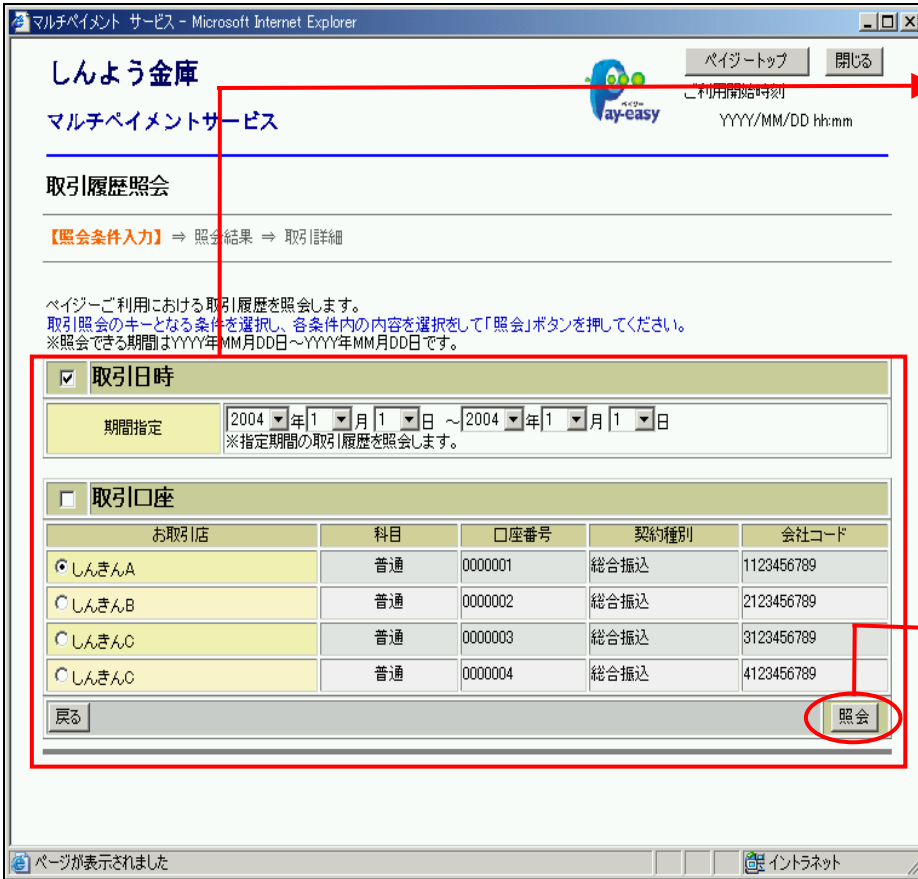 マルチペイメント サービス - Microsoft Internet Explorer
しんよう金庫
マルチペイメントサービス
ペイジー
Pay-easy
ペイジートップ
閉じる
ご利用開始時刻
YYYY/MM/DD hh:mm
取引履歴照会
【照会条件入力】 ⇒ 照会結果 ⇒ 取引詳細
ペイジーご利用における取引履歴を照会します。
取引照会のキーとなる条件を選択し、各条件内の内容を選択をして「照会」ボタンを押してください。
※照会できる期間はYYYY年MM月DD日～YYYY年MM月DD日です。
取引日時
期間指定 2004 年 1 月 1 日 ～ 2004 年 1 月 1 日
※指定期間の取引履歴を照会します。
取引口座
お取引店 科目 口座番号 契約種別 会社コード
しんきんA 普通 0000001 総合振込 1123456789
しんきんB 普通 0000002 総合振込 2123456789
しんきんC 普通 0000003 総合振込 3123456789
しんきんC 普通 0000004 総合振込 4123456789
戻る 照会
ページが表示されました イントラネット